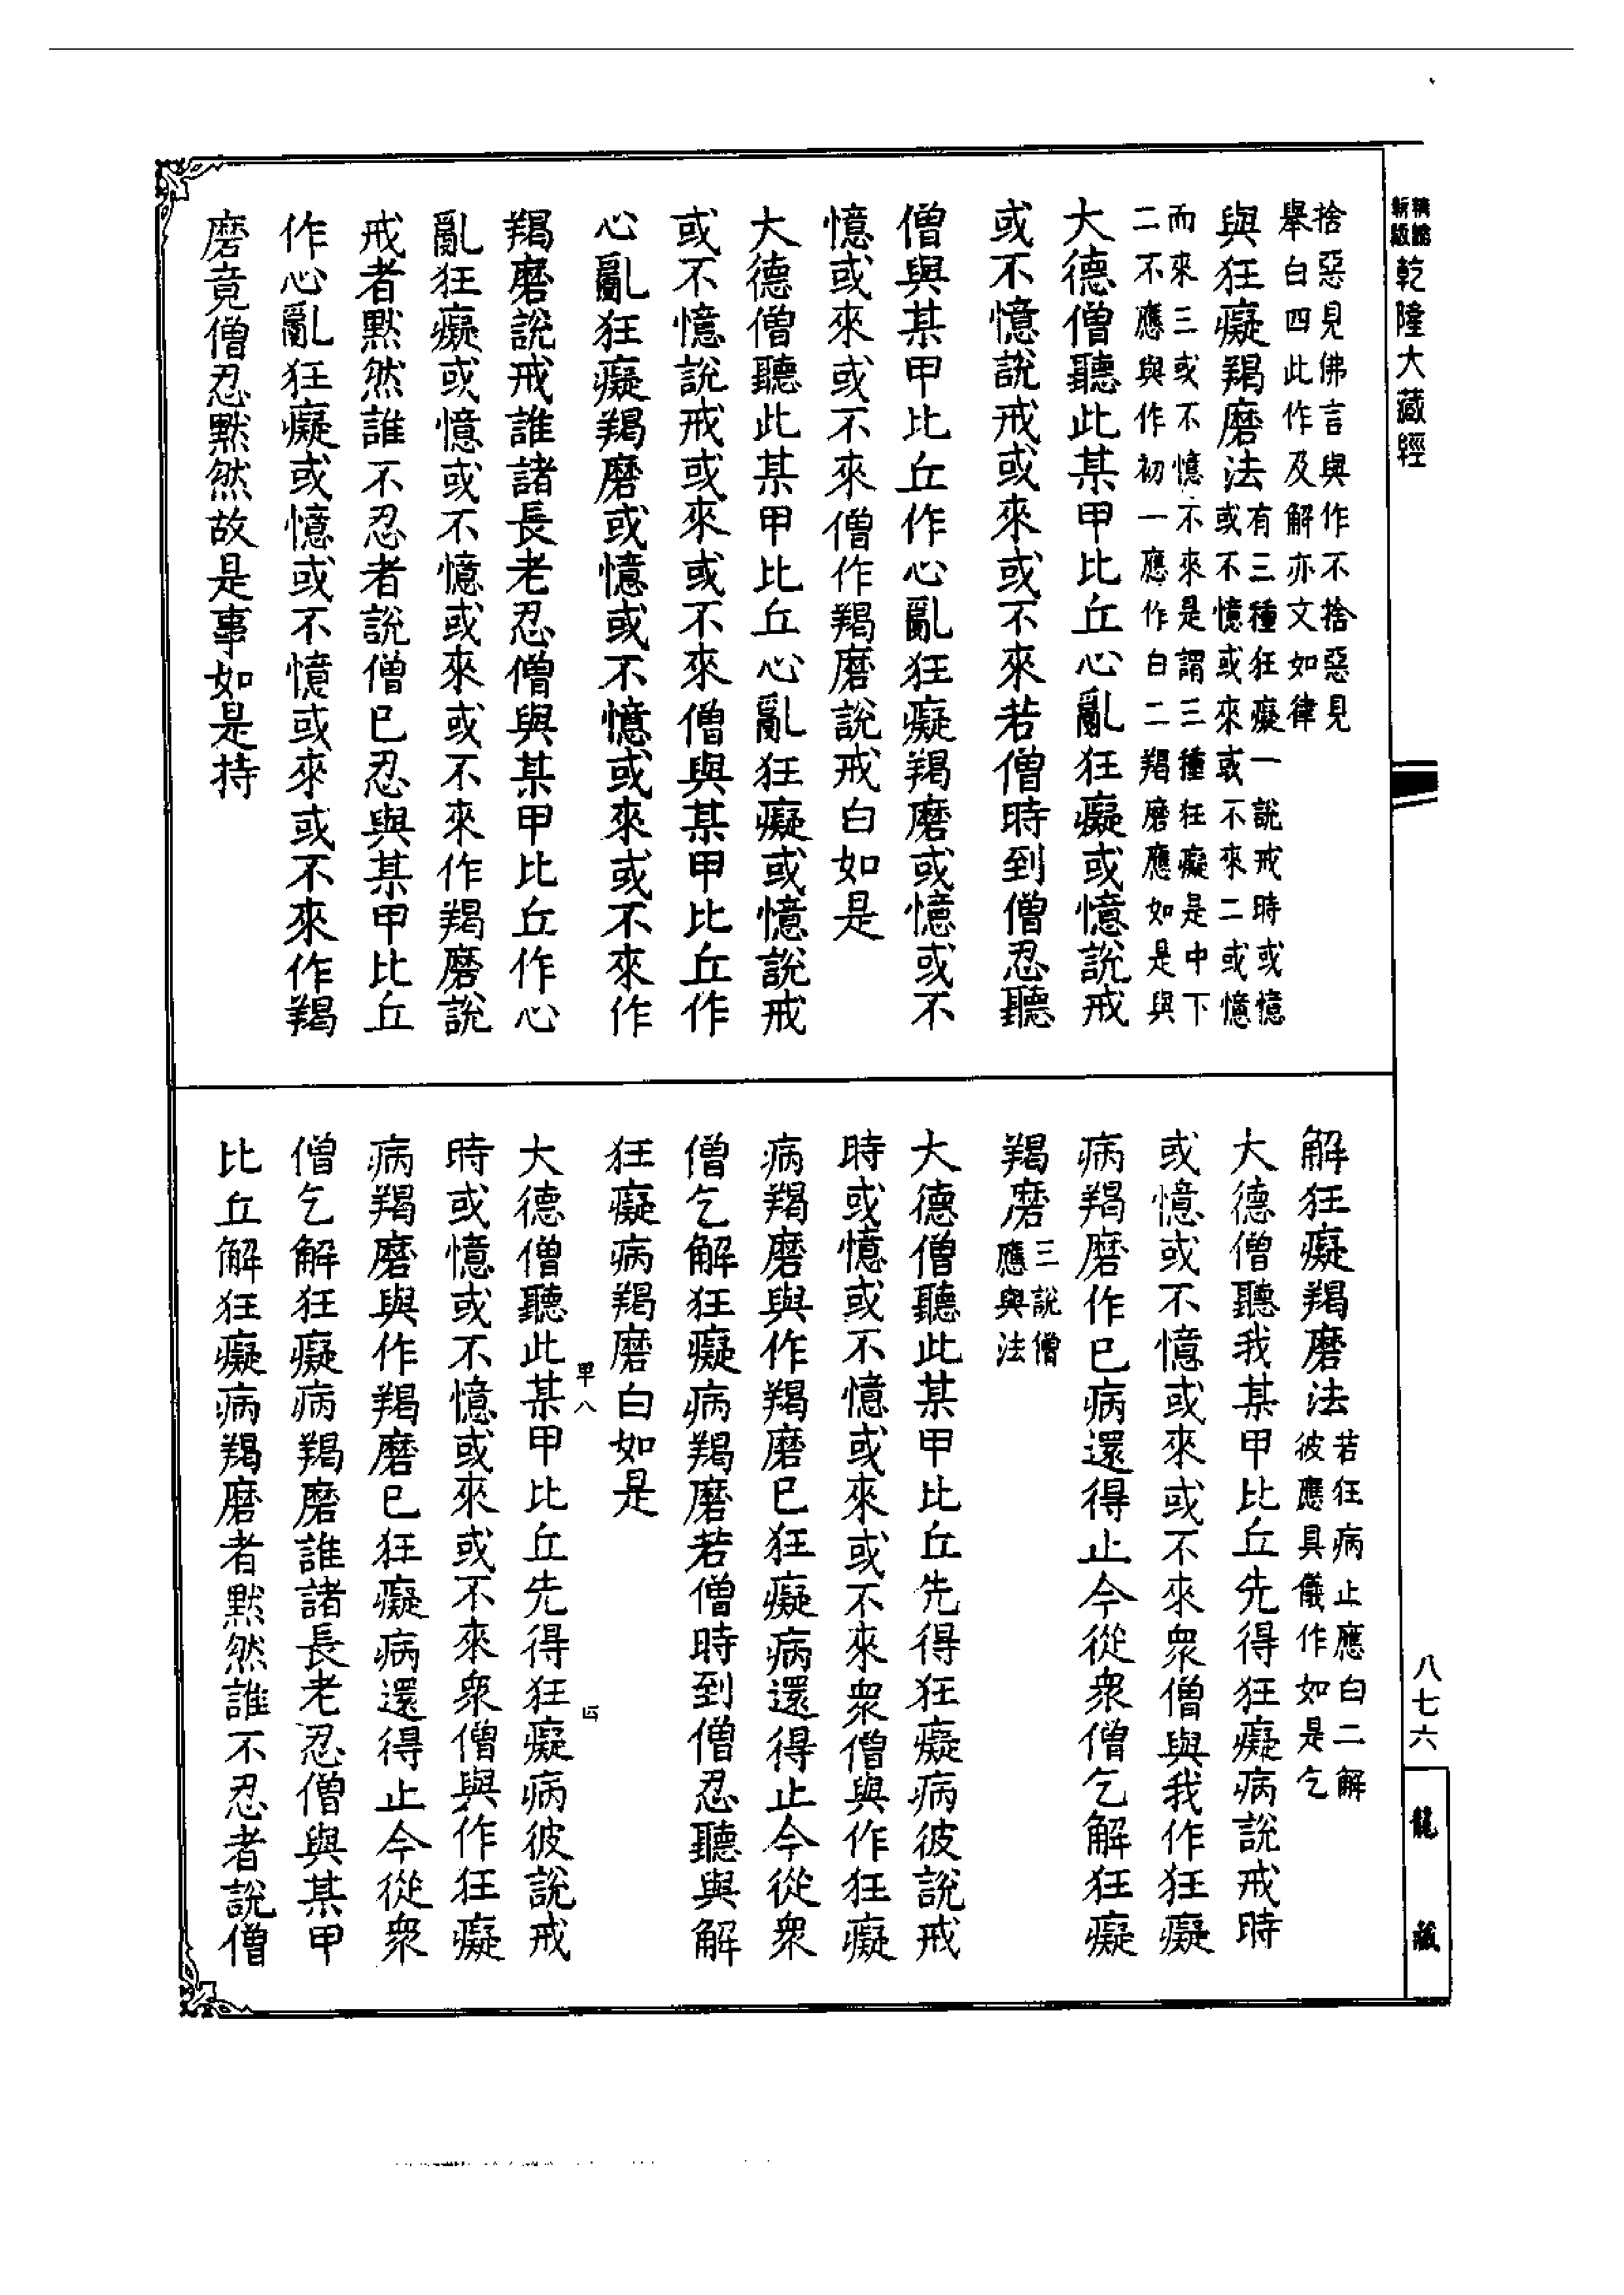 乾隆大藏經
捨惡見佛言與作不捨惡見
舉白四此作及解亦文如律
與狂癡羯磨法有三種狂癡一說戒時或憶
或不憶或來或不來二或憶
而來三或不憶不來是謂三種狂癡是中下
二不應與作初一應作白二羯磨應如是與
大德僧聽此某甲比丘心亂狂癡或憶說戒
或不憶說戒或來或不來若僧時到僧忍聽
僧與某甲比丘作心亂狂癡羯磨或憶或不
憶或來或不來僧作羯磨說戒白如是
大德僧聽此某甲比丘心亂狂癡或憶說戒
或不憶說戒或來或不來僧與某甲比丘作
心亂狂癡羯磨或憶或不憶或來或不來作
羯磨說戒誰諸長老忍僧與某甲比丘作心
亂狂癡或憶或不憶或來或不來作羯磨說
戒者默然誰不忍者說僧已忍與某甲比丘
作心亂狂癡或憶或不憶或來或不來作羯
磨竟僧忍默然故是事如是持
解狂癡羯磨法若狂病止應白二解
彼應具儀作如是乞
大德僧聽我某甲比丘先得狂癡病說戒時
或憶或不憶或來或不來衆僧與我作狂癡
病羯磨作已病還得止今從衆僧乞解狂癡
羯磨三說僧
應與法
大德僧聽此某甲比丘先得狂癡病彼說戒
時或憶或不憶或來或不來衆僧與作狂癡
病羯磨與作羯磨已狂癡病還得止今從衆
僧乞解狂癡病羯磨若僧時到僧忍聽與解
狂癡病羯磨白如是
大德僧聽此某甲比丘先得狂癡病彼說戒
時或憶或不憶或來或不來衆僧與作狂癡
病羯磨與作羯磨已狂癡病還得止今從衆
僧乞解狂癡病羯磨誰諸長老忍僧與某甲
比丘解狂癡病羯磨者默然誰不忍者說僧
八七六
龍藏